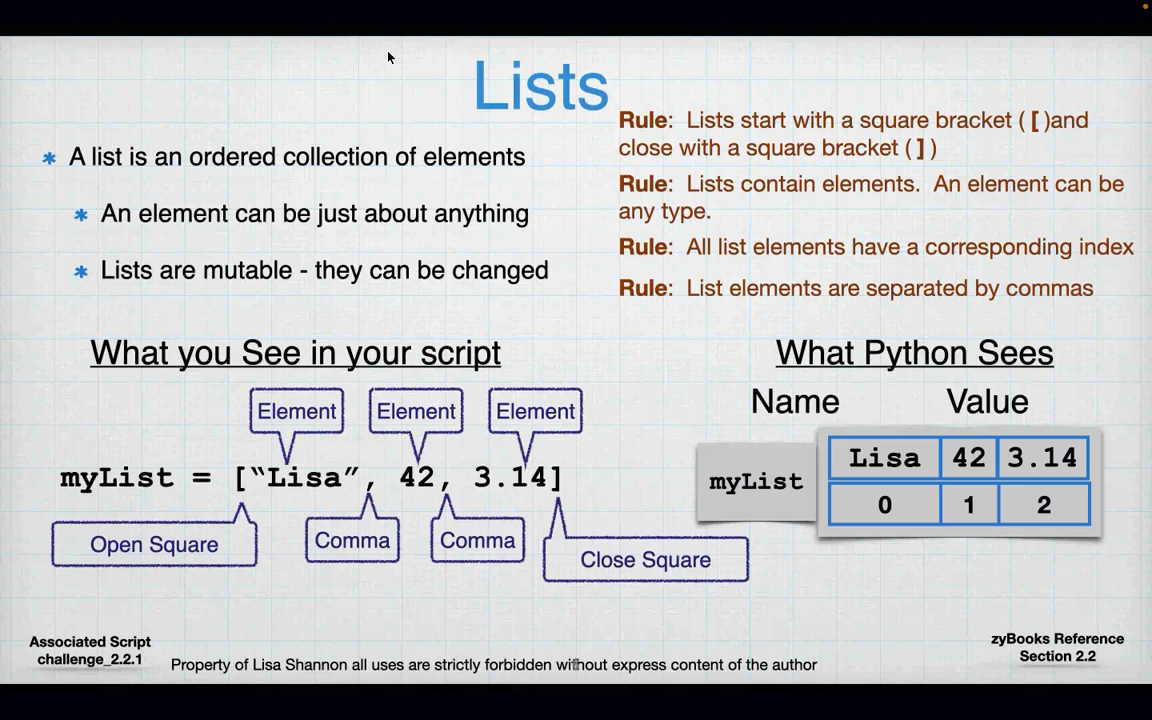 Lists
* A list is an ordered collection of elements
* An element can be just about anything
* Lists are mutable - they can be changed
Rule: Lists start with a square bracket ( [ )and
close with a square bracket ( ] )
Rule: Lists contain elements. An element can be
any type.
Rule: All list elements have a corresponding index
Rule: List elements are separated by commas
What you See in your script
Element Element Element
myList = [“Lisa”, 42, 3.14]
Open Square Comma Comma Close Square
What Python Sees
Name Value
myList
Lisa 42 3.14
0 1 2
Associated Script
challenge_2.2.1
Property of Lisa Shannon all uses are strictly forbidden without express content of the author
zyBooks Reference
Section 2.2